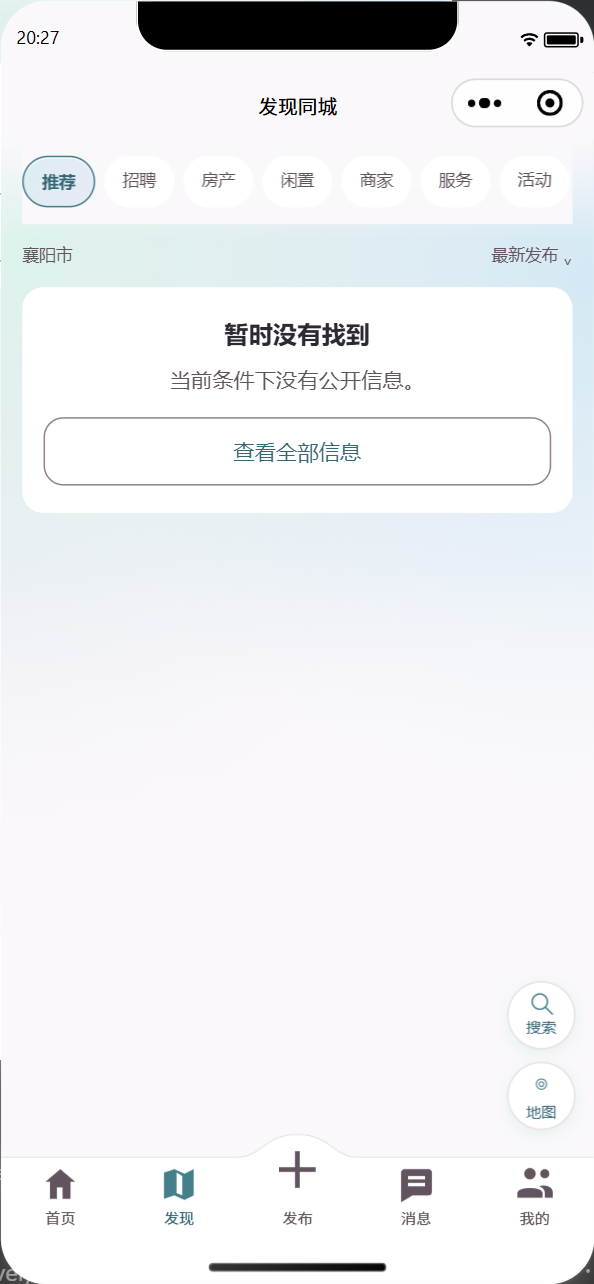 20:27
发现同城
推荐 招聘 房产 闲置 商家 服务 活动
襄阳市 最新发布
暂时没有找到
当前条件下没有公开信息。
查看全部信息
搜索
地图
首页 发现 发布 消息 我的